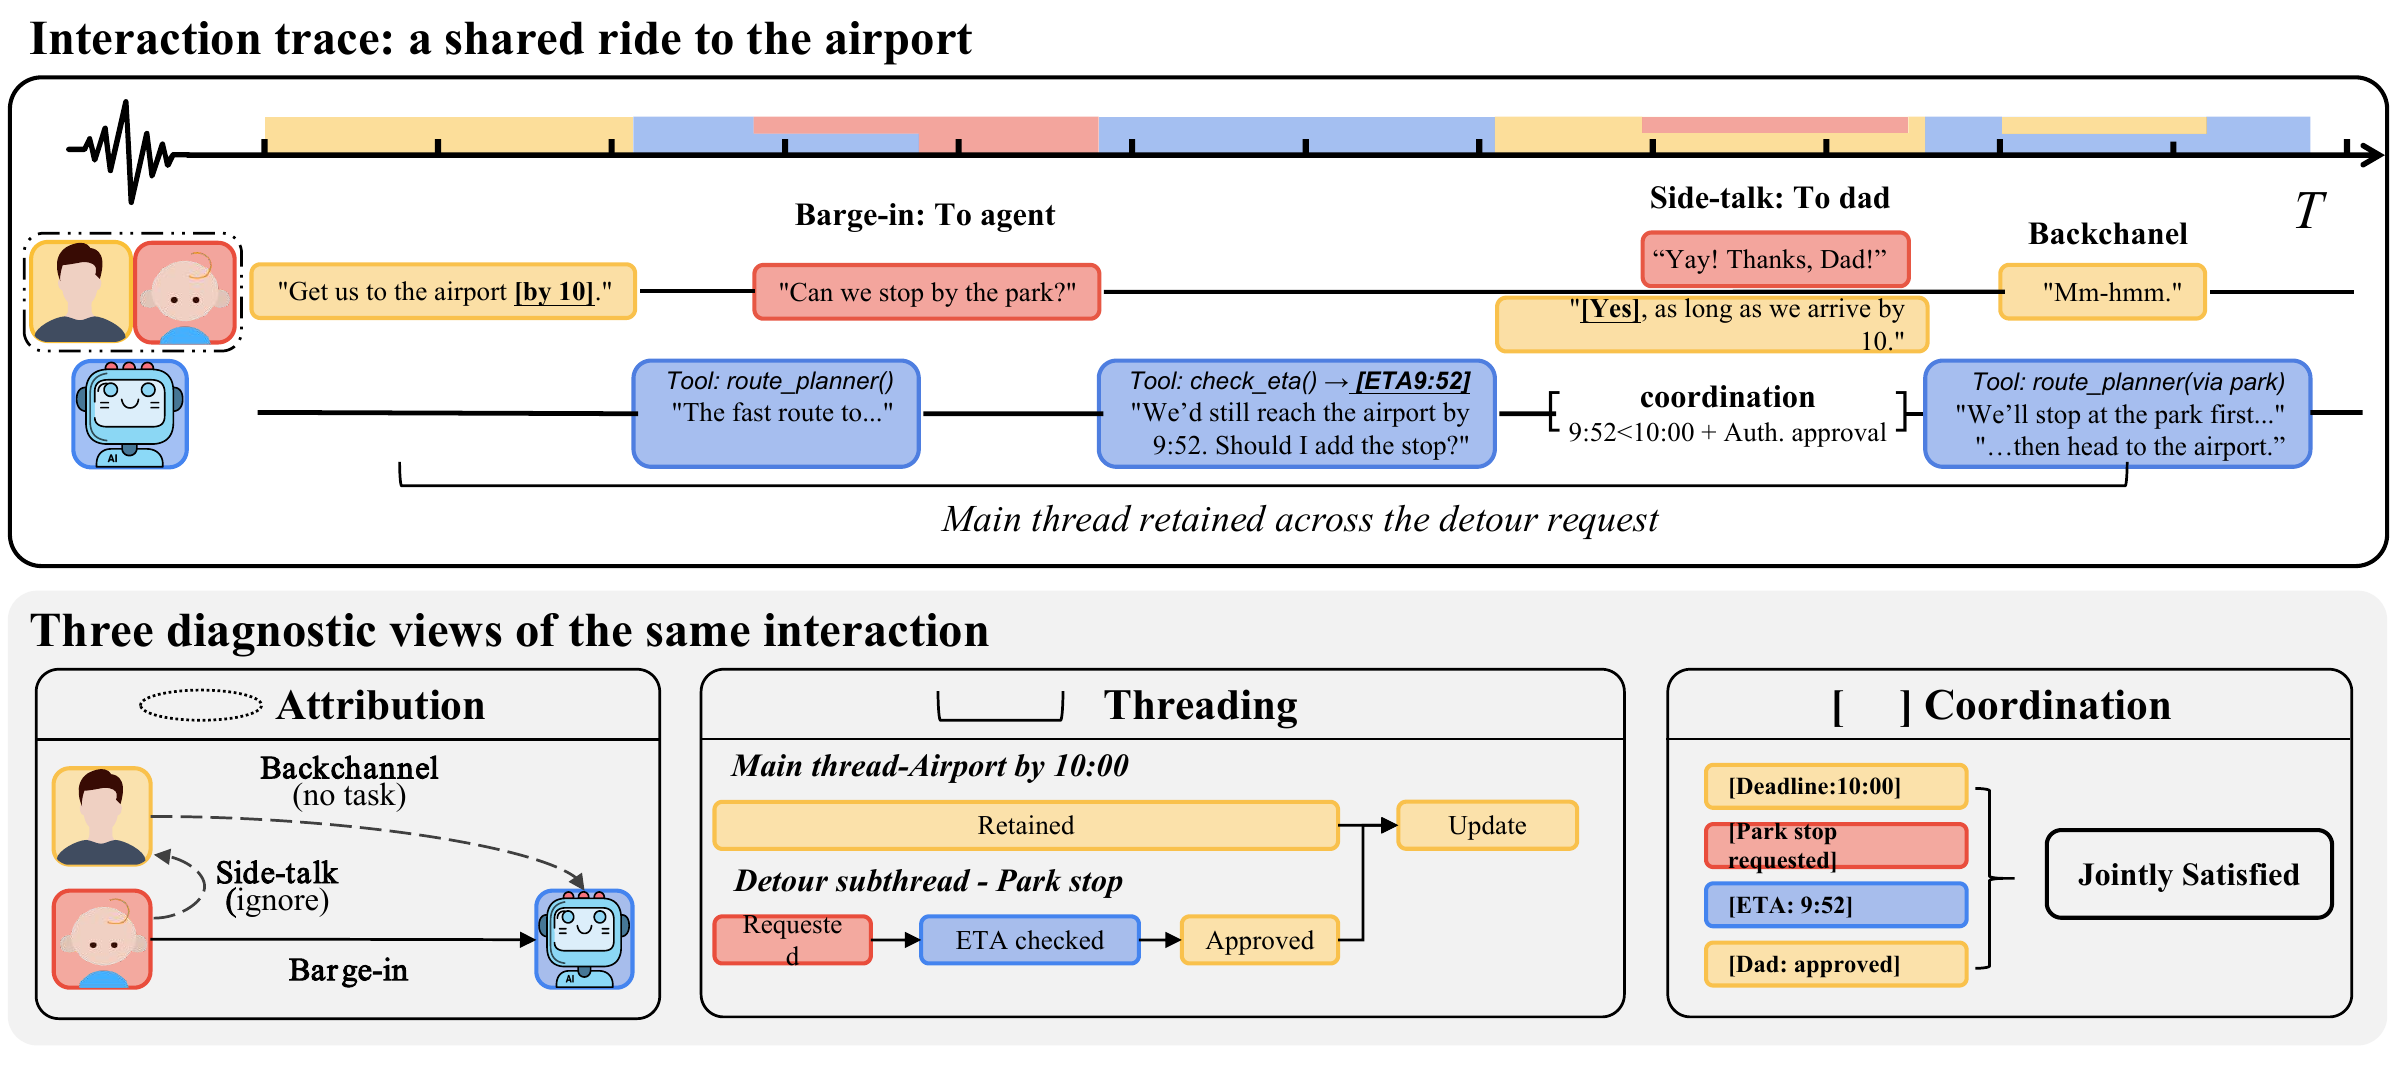 Interaction trace: a shared ride to the airport
T
Barge-in: To agent
Side-talk: To dad
Backchanel
"Get us to the airport [by 10]."
"Can we stop by the park?"
“Yay! Thanks, Dad!”
"[Yes], as long as we arrive by
10."
"Mm-hmm."
AI
Tool: route_planner()
"The fast route to..."
Tool: check_eta() → [ETA9:52]
"We’d still reach the airport by
9:52. Should I add the stop?"
coordination
9:52<10:00 + Auth. approval
Tool: route_planner(via park)
"We’ll stop at the park first..."
"…then head to the airport.”
Main thread retained across the detour request
Three diagnostic views of the same interaction
Attribution
Backchannel
(no task)
Side-talk
(ignore)
Barge-in
AI
Threading
Main thread-Airport by 10:00
Retained
Update
Detour subthread - Park stop
Requeste
d
ETA checked
Approved
[ ] Coordination
[Deadline:10:00]
[Park stop
requested]
[ETA: 9:52]
[Dad: approved]
Jointly Satisfied